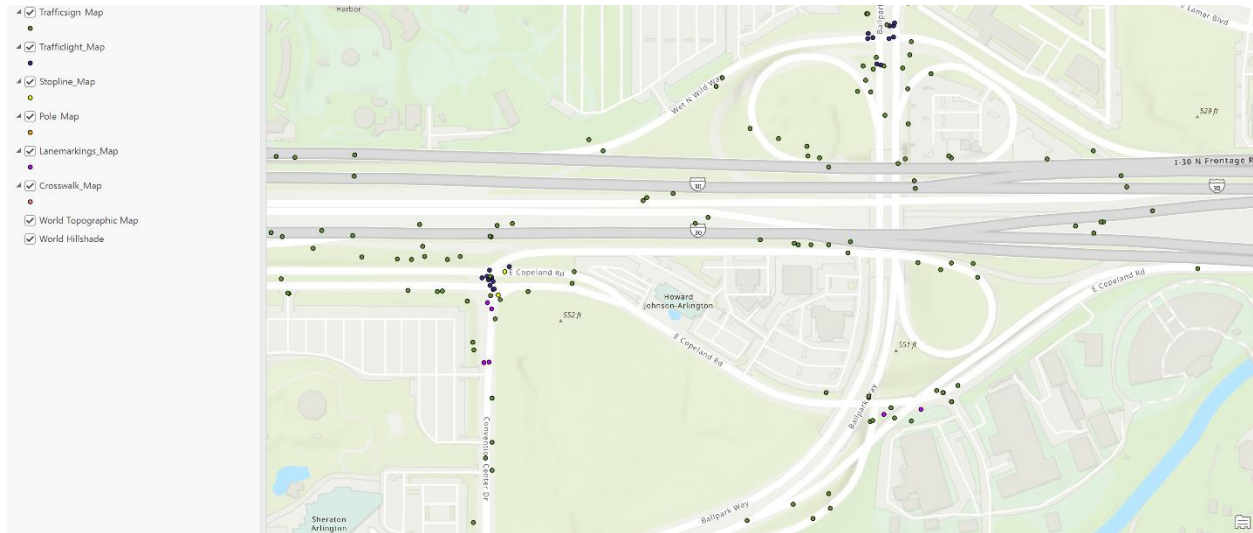 Trafficsign Map
Trafficlight_Map
Stopline_Map
Pole Map
Lanemarkings_Map
Crosswalk_Map
World Topographic Map
World Hillshade
Harbor
Ballpark
E Lamar Blvd
Wet N Wild Way
529 ft
I-30 N Frontage R
30
30
30
E Copeland Rd
E Copeland Rd
Howard
Johnson-Arlington
552 ft
E Copeland Rd
551 ft
Ballpark Way
Convention Center Dr
Ballpark Way
Sheraton
Arlington